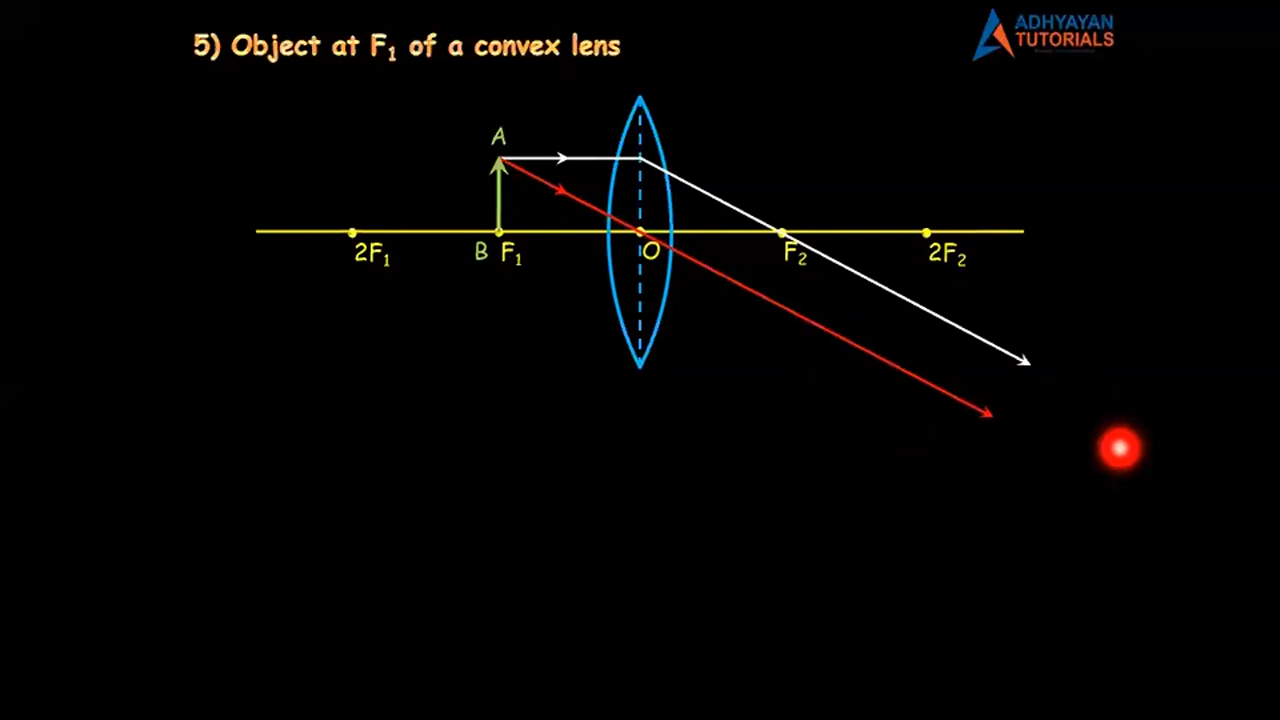 5) Object at F₁ of a convex lens
ADHYAYAN
TUTORIALS
A
2F₁
B F₁
O
F₂
2F₂